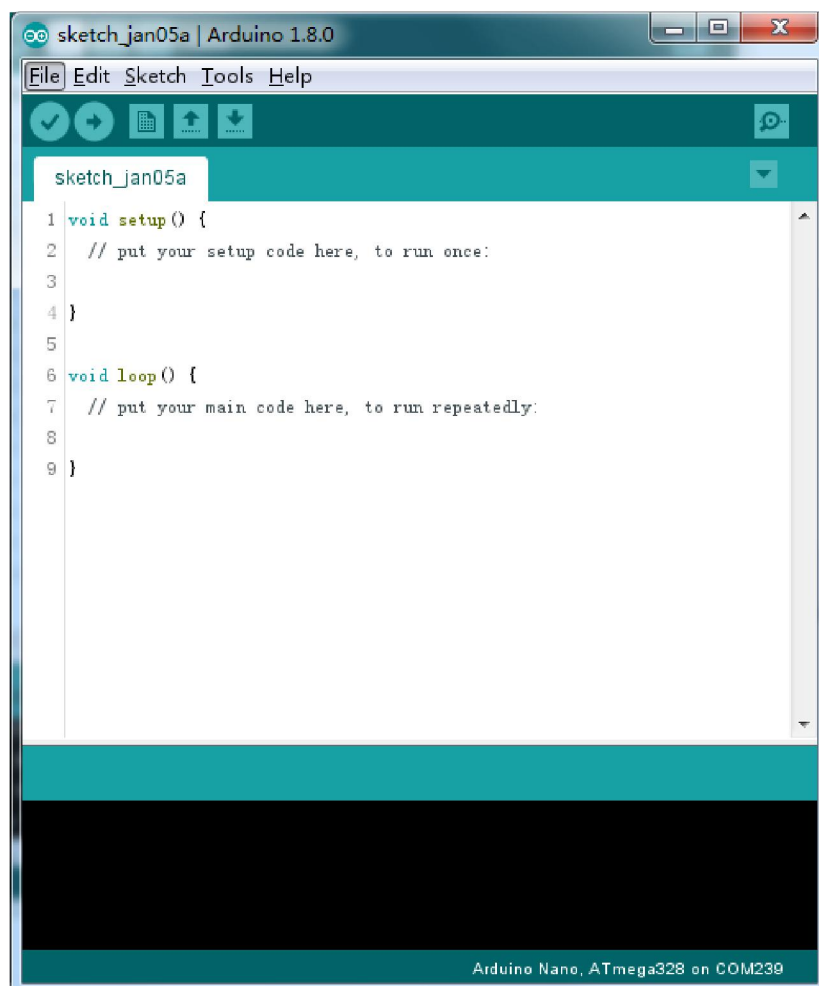 sketch_jan05a | Arduino 1.8.0
File Edit Sketch Tools Help
sketch_jan05a
1 void setup() {
2 // put your setup code here, to run once:
3
4 }
5
6 void loop() {
7 // put your main code here, to run repeatedly:
8
9 }
Arduino Nano, ATmega328 on COM239